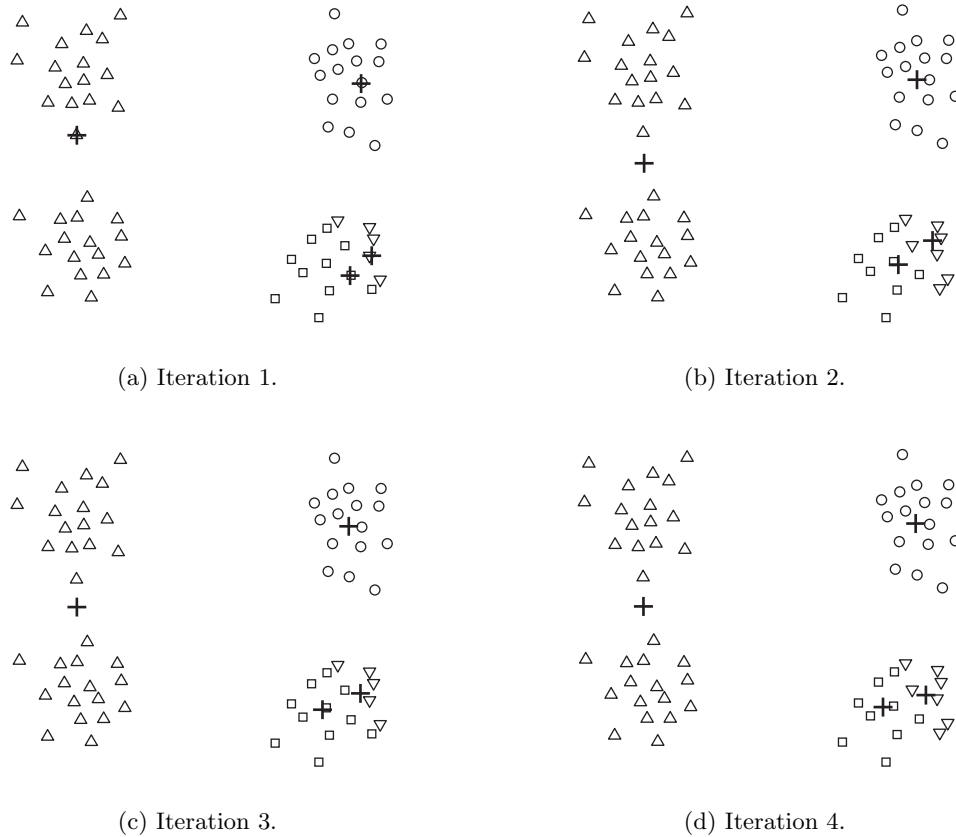 (a) Iteration 1.
(b) Iteration 2.
(c) Iteration 3.
(d) Iteration 4.